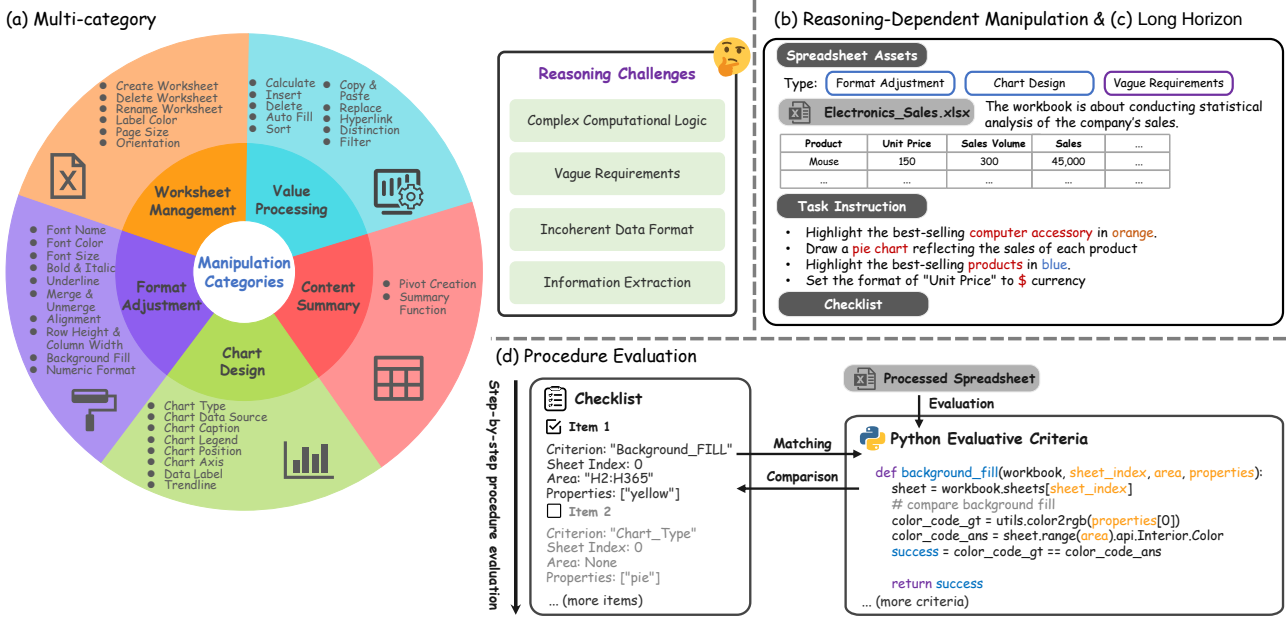 (a) Multi-category
Create Worksheet
Delete Worksheet
Rename Worksheet
Label Color
Page Size
Orientation
Worksheet
Management
Calculate
Insert
Delete
Auto Fill
Sort
Copy &
Paste
Replace
Hyperlink
Distinction
Filter
Value
Processing
Font Name
Font Color
Font Size
Bold & Italic
Underline
Merge &
Unmerge
Alignment
Row Height &
Column Width
Background Fill
Numeric Format
Format
Adjustment
Manipulation
Categories
Content
Summary
Pivot Creation
Summary
Function
Chart
Design
Chart Type
Chart Data Source
Chart Caption
Chart Legend
Chart Position
Chart Axis
Data Label
Trendline
Reasoning Challenges
Complex Computational Logic
Vague Requirements
Incoherent Data Format
Information Extraction
(b) Reasoning-Dependent Manipulation & (c) Long Horizon
Spreadsheet Assets
Type: Format Adjustment Chart Design Vague Requirements
Electronics_Sales.xlsx
The workbook is about conducting statistical
analysis of the company's sales.
Product Unit Price Sales Volume Sales ...
Mouse 150 300 45,000
... ... ... ...
Task Instruction
• Highlight the best-selling computer accessory in orange.
• Draw a pie chart reflecting the sales of each product
• Highlight the best-selling products in blue.
• Set the format of "Unit Price" to $ currency
Checklist
(d) Procedure Evaluation
Step-by-step procedure evaluation
Checklist
Item 1
Criterion: "Background_FILL"
Sheet Index: 0
Area: "H2:H365"
Properties: ["yellow"]
Item 2
Criterion: "Chart_Type"
Sheet Index: 0
Area: None
Properties: ["pie"]
... (more items)
Matching
Comparison
Processed Spreadsheet
Evaluation
Python Evaluative Criteria
def background_fill(workbook, sheet_index, area, properties):
sheet = workbook.sheets[sheet_index]
# compare background fill
color_code_gt = utils.color2rgb(properties[0])
color_code_ans = sheet.range(area).api.Interior.Color
success = color_code_gt == color_code_ans
return success
... (more criteria)